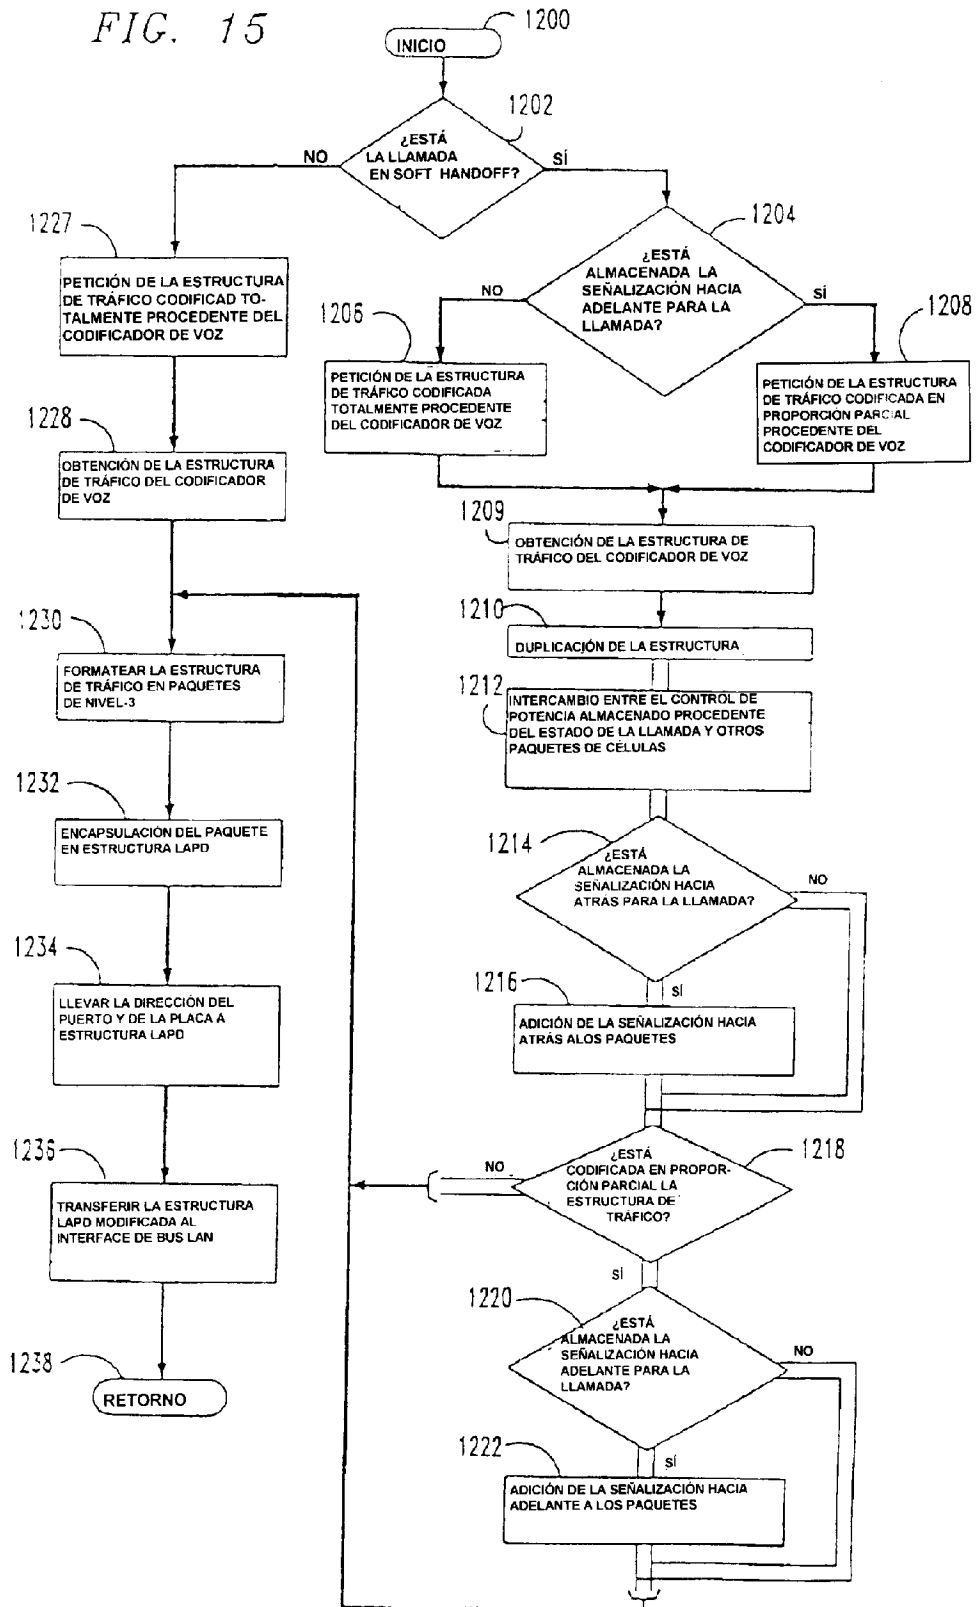 FIG. 15
1200
INICIO
1202
¿ESTÁ
LA LLAMADA
EN SOFT HANDOFF?
NO
SÍ
1227
PETICIÓN DE LA ESTRUCTURA
DE TRÁFICO CODIFICAD TO-
TALMENTE PROCEDENTE DEL
CODIFICADOR DE VOZ
1204
¿ESTÁ
ALMACENADA LA
SEÑALIZACIÓN HACIA
ADELANTE PARA LA
LLAMADA?
NO
SÍ
1206
PETICIÓN DE LA ESTRUCTURA
DE TRÁFICO CODIFICADA
TOTALMENTE PROCEDENTE
DEL CODIFICADOR DE VOZ
1208
PETICIÓN DE LA ESTRUCTURA
DE TRÁFICO CODIFICADA EN
PROPORCIÓN PARCIAL
PROCEDENTE DEL
CODIFICADOR DE VOZ
1228
OBTENCIÓN DE LA ESTRUCTURA
DE TRÁFICO DEL CODIFICADOR
DE VOZ
1209
OBTENCIÓN DE LA ESTRUCTURA DE
TRÁFICO DEL CODIFICADOR DE VOZ
1210
DUPLICACIÓN DE LA ESTRUCTURA
1230
FORMATEAR LA ESTRUCTURA
DE TRÁFICO EN PAQUETES
DE NIVEL-3
1212
INTERCAMBIO ENTRE EL CONTROL DE
POTENCIA ALMACENADO PROCEDENTE
DEL ESTADO DE LA LLAMADA Y OTROS
PAQUETES DE CÉLULAS
1232
ENCAPSULACIÓN DEL PAQUETE
EN ESTRUCTURA LAPD
1214
¿ESTÁ
ALMACENADA LA
SEÑALIZACIÓN HACIA
ATRÁS PARA LA LLAMADA?
NO
SÍ
1234
LLEVAR LA DIRECCIÓN DEL
PUERTO Y DE LA PLACA A
ESTRUCTURA LAPD
1216
ADICIÓN DE LA SEÑALIZACIÓN HACIA
ATRÁS ALOS PAQUETES
1236
TRANSFERIR LA ESTRUCTURA
LAPD MODIFICADA AL
INTERFACE DE BUS LAN
1218
¿ESTÁ
CODIFICADA EN PROPOR-
CIÓN PARCIAL LA
ESTRUCTURA DE
TRÁFICO?
NO
SÍ
1220
¿ESTÁ
ALMACENADA LA
SEÑALIZACIÓN HACIA
ADELANTE PARA LA
LLAMADA?
NO
SÍ
1238
RETORNO
1222
ADICIÓN DE LA SEÑALIZACIÓN HACIA
ADELANTE A LOS PAQUETES